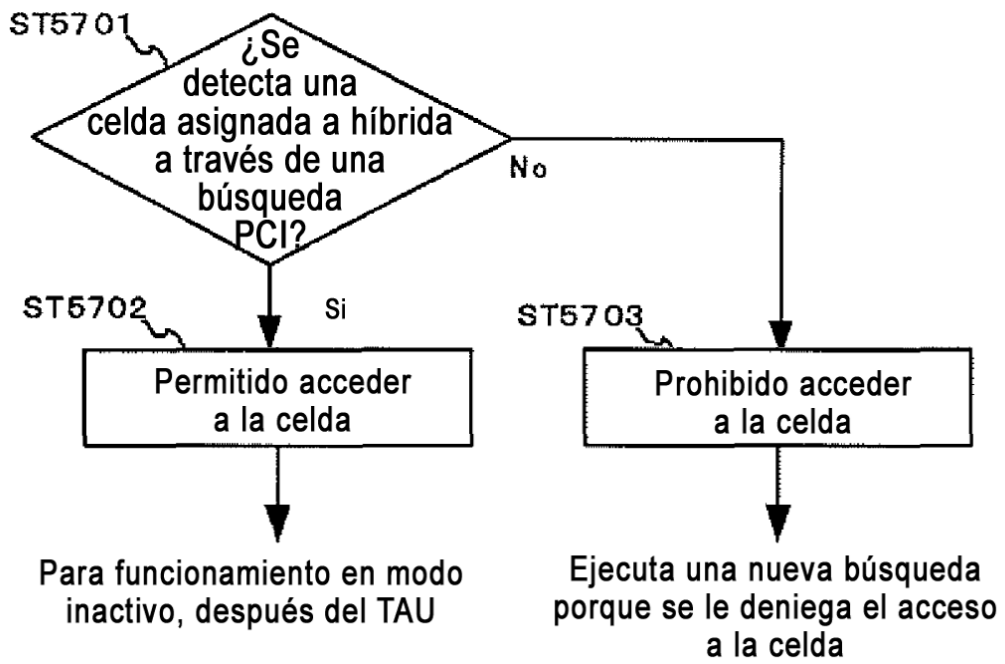 ST5701
¿Se
detecta una
celda asignada a híbrida
a través de una
búsqueda
PCI?
No
ST5702
Si
ST5703
Permitido acceder
a la celda
Prohibido acceder
a la celda
Para funcionamiento en modo
inactivo, después del TAU
Ejecuta una nueva búsqueda
porque se le deniega el acceso
a la celda